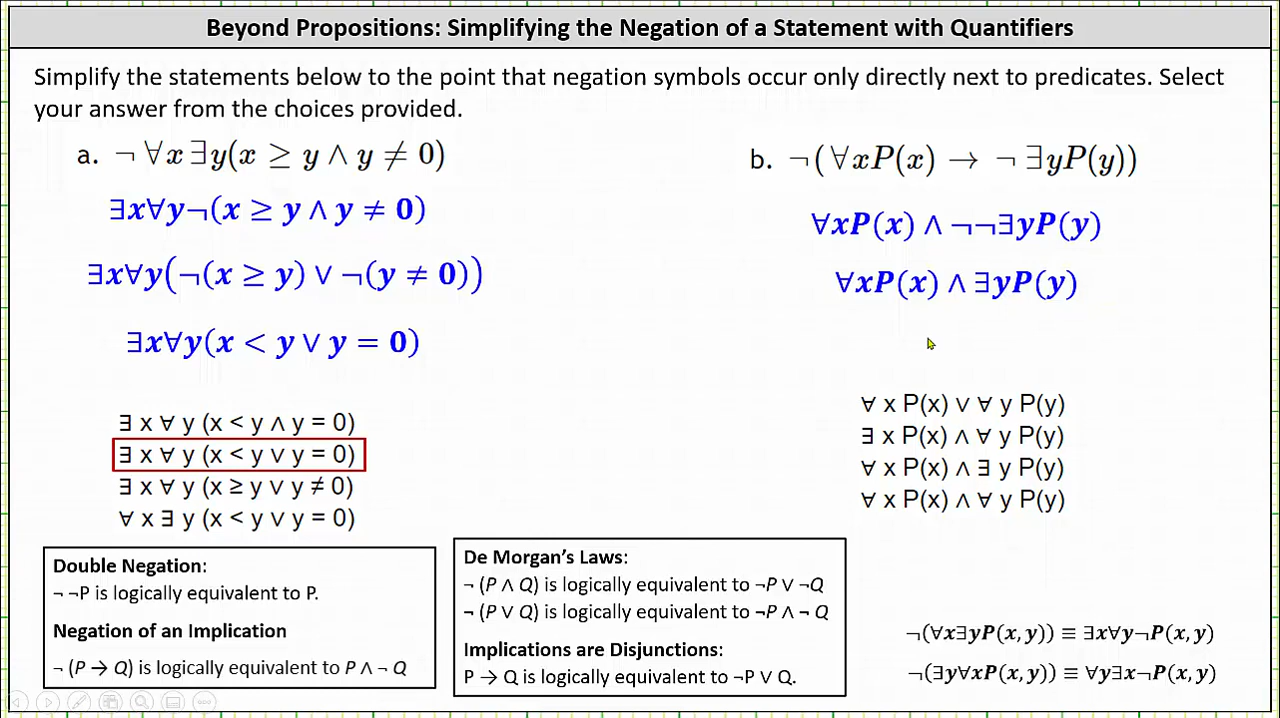 Beyond Propositions: Simplifying the Negation of a Statement with Quantifiers
Simplify the statements below to the point that negation symbols occur only directly next to predicates. Select
your answer from the choices provided.
a. ¬ ∀x ∃y(x ≥ y ∧ y ≠ 0)
∃x∀y¬(x ≥ y ∧ y ≠ 0)
∃x∀y(¬(x ≥ y) ∨ ¬(y ≠ 0))
∃x∀y(x < y ∨ y = 0)
∃ x ∀ y (x < y ∧ y = 0)
∃ x ∀ y (x < y ∨ y = 0)
∃ x ∀ y (x ≥ y ∨ y ≠ 0)
∀ x ∃ y (x < y ∨ y = 0)
b. ¬(∀xP(x) → ¬ ∃yP(y))
∀xP(x) ∧ ¬¬∃yP(y)
∀xP(x) ∧ ∃yP(y)
∀ x P(x) ∨ ∀ y P(y)
∃ x P(x) ∧ ∀ y P(y)
∀ x P(x) ∧ ∃ y P(y)
∀ x P(x) ∧ ∀ y P(y)
Double Negation:
¬ ¬P is logically equivalent to P.
Negation of an Implication
¬ (P → Q) is logically equivalent to P ∧ ¬ Q
De Morgan’s Laws:
¬ (P ∧ Q) is logically equivalent to ¬P ∨ ¬Q
¬ (P ∨ Q) is logically equivalent to ¬P ∧ ¬ Q
Implications are Disjunctions:
P → Q is logically equivalent to ¬P ∨ Q.
¬(∀x∃yP(x, y)) ≡ ∃x∀y¬P(x, y)
¬(∃y∀xP(x, y)) ≡ ∀y∃x¬P(x, y)